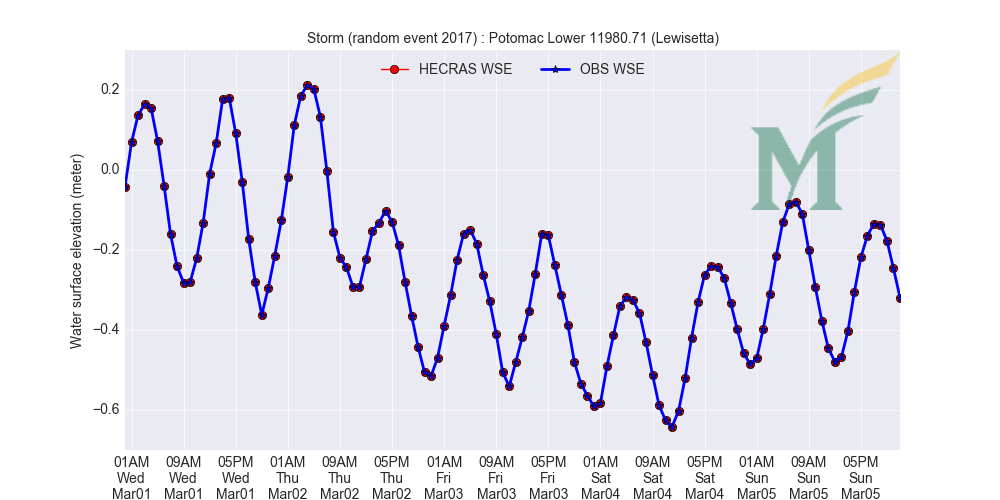 Storm (random event 2017) : Potomac Lower 11980.71 (Lewisetta)
HECRAS WSE OBS WSE
M
Water surface elevation (meter)
0.2
0.0
−0.2
−0.4
−0.6
01AM 09AM 05PM 01AM 09AM 05PM 01AM 09AM 05PM 01AM 09AM 05PM 01AM 09AM 05PM
Wed Wed Wed Thu Thu Thu Fri Fri Fri Sat Sat Sat Sun Sun Sun
Mar01 Mar01 Mar01 Mar02 Mar02 Mar02 Mar03 Mar03 Mar03 Mar04 Mar04 Mar04 Mar05 Mar05 Mar05